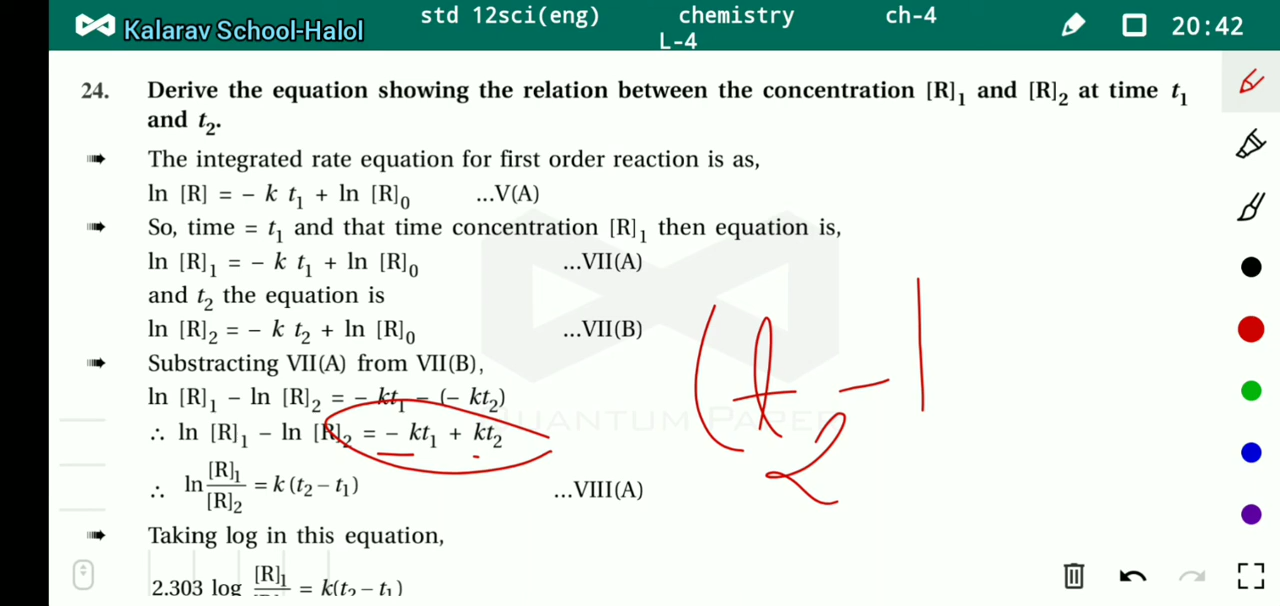 std 12sci(eng) chemistry ch-4
L-4
Kalarav School-Halol
20:42
24. Derive the equation showing the relation between the concentration [R]₁ and [R]₂ at time t₁
and t₂.
The integrated rate equation for first order reaction is as,
ln [R] = – k t₁ + ln [R]₀ ...V(A)
So, time = t₁ and that time concentration [R]₁ then equation is,
ln [R]₁ = – k t₁ + ln [R]₀ ...VII(A)
and t₂ the equation is
ln [R]₂ = – k t₂ + ln [R]₀ ...VII(B)
Substracting VII(A) from VII(B),
ln [R]₁ – ln [R]₂ = – kt₁ – (– kt₂)
∴ ln [R]₁ – ln [R]₂ = – kt₁ + kt₂
∴ ln [R]₁/[R]₂ = k (t₂ – t₁) ...VIII(A)
Taking log in this equation,
2.303 log [R]₁ = k(t₂ – t₁)
(t₂ –
QUANTUM PAPER